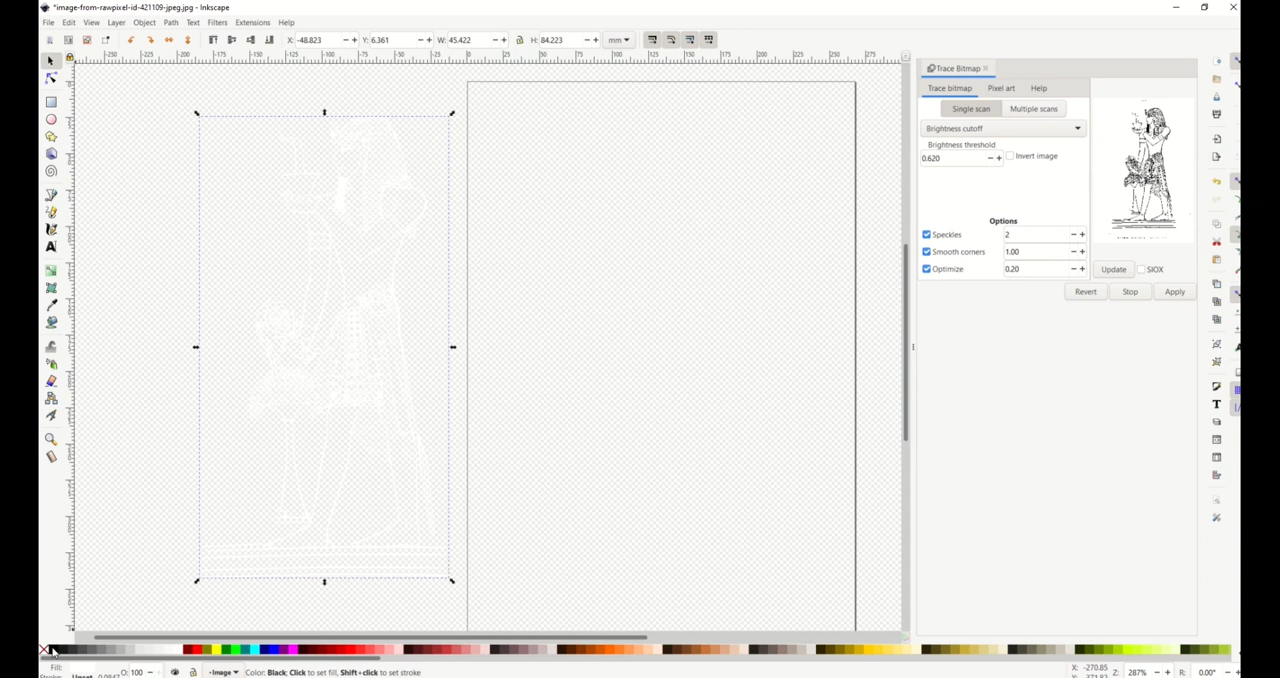 *image-from-rawpixel-id-421109-jpeg.jpg - Inkscape
File Edit View Layer Object Path Text Filters Extensions Help
X: -48.823 Y: 6.361 W: 45.422 H: 84.223 mm
Trace Bitmap
Trace bitmap Pixel art Help
Single scan Multiple scans
Brightness cutoff
Brightness threshold
0.620 Invert image
Options
Speckles 2
Smooth corners 1.00
Optimize 0.20 Update SIOX
Revert Stop Apply
Fill: O: 100 •Image Color: Black; Click to set fill, Shift+click to set stroke X: -270.85 Z: 287% R: 0.00°